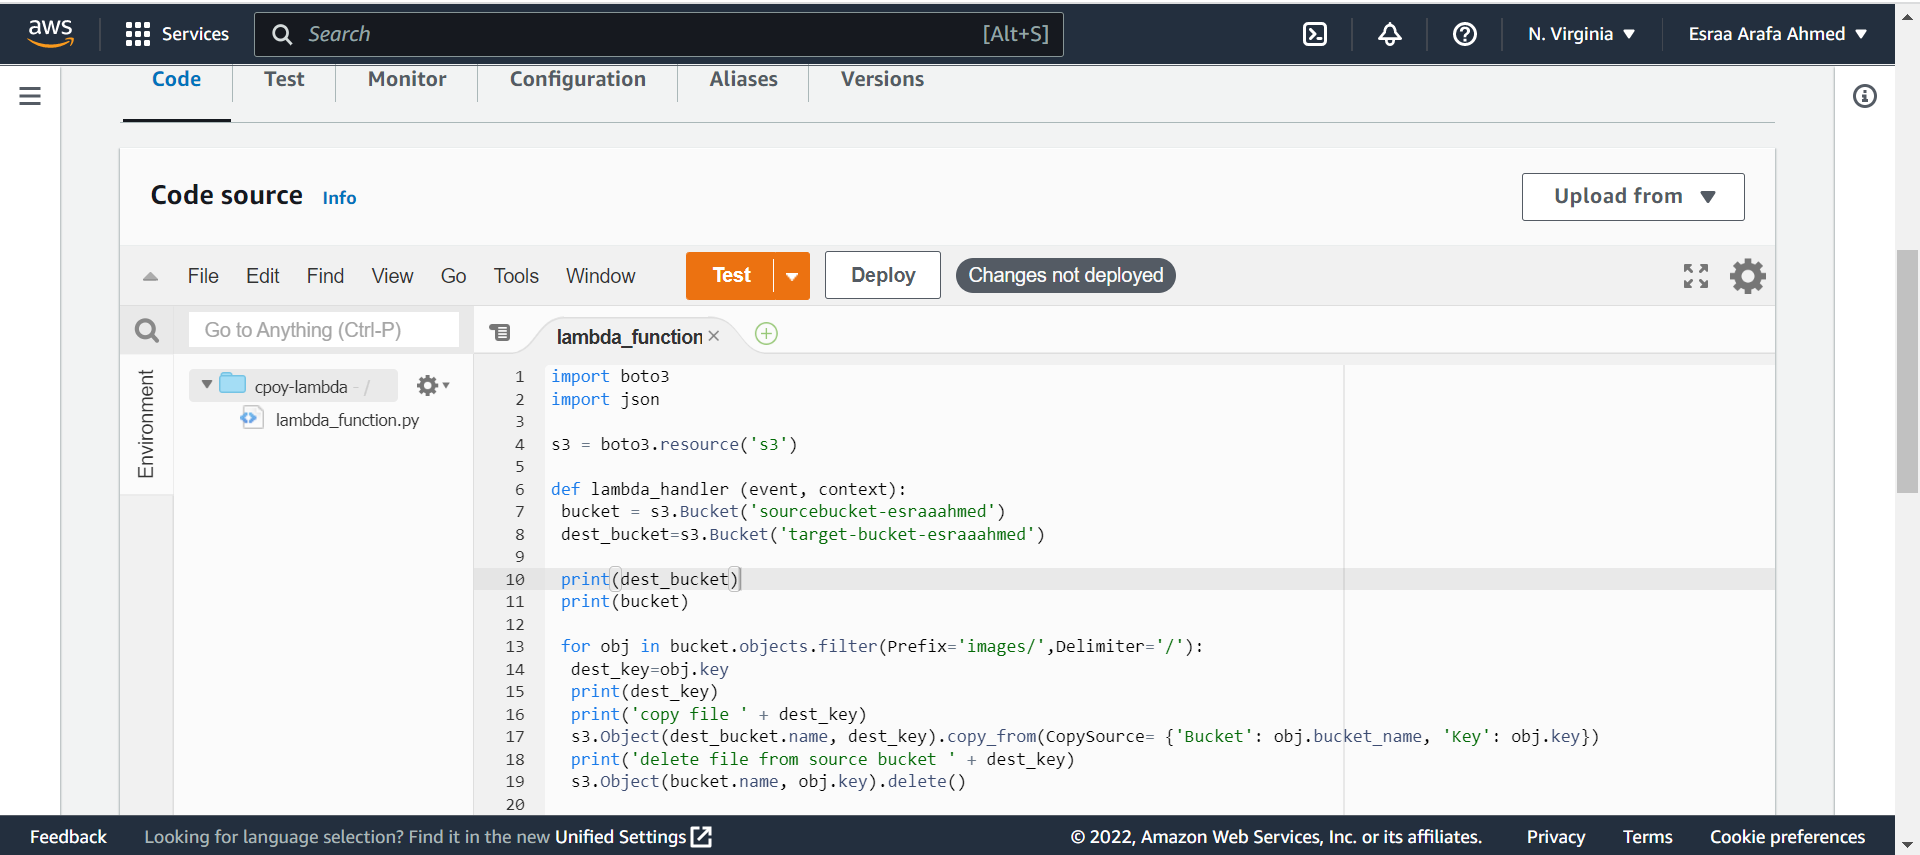 aws Services Search [Alt+S] N. Virginia Esraa Arafa Ahmed
Code Test Monitor Configuration Aliases Versions
Code source Info Upload from
File Edit Find View Go Tools Window Test Deploy Changes not deployed
Go to Anything (Ctrl-P) lambda_function
Environment
cpoy-lambda - /
lambda_function.py
1 import boto3
2 import json
3
4 s3 = boto3.resource('s3')
5
6 def lambda_handler (event, context):
7 bucket = s3.Bucket('sourcebucket-esraaahmed')
8 dest_bucket=s3.Bucket('target-bucket-esraaahmed')
9
10 print(dest_bucket)
11 print(bucket)
12
13 for obj in bucket.objects.filter(Prefix='images/',Delimiter='/'):
14 dest_key=obj.key
15 print(dest_key)
16 print('copy file ' + dest_key)
17 s3.Object(dest_bucket.name, dest_key).copy_from(CopySource= {'Bucket': obj.bucket_name, 'Key': obj.key})
18 print('delete file from source bucket ' + dest_key)
19 s3.Object(bucket.name, obj.key).delete()
20
Feedback Looking for language selection? Find it in the new Unified Settings © 2022, Amazon Web Services, Inc. or its affiliates. Privacy Terms Cookie preferences